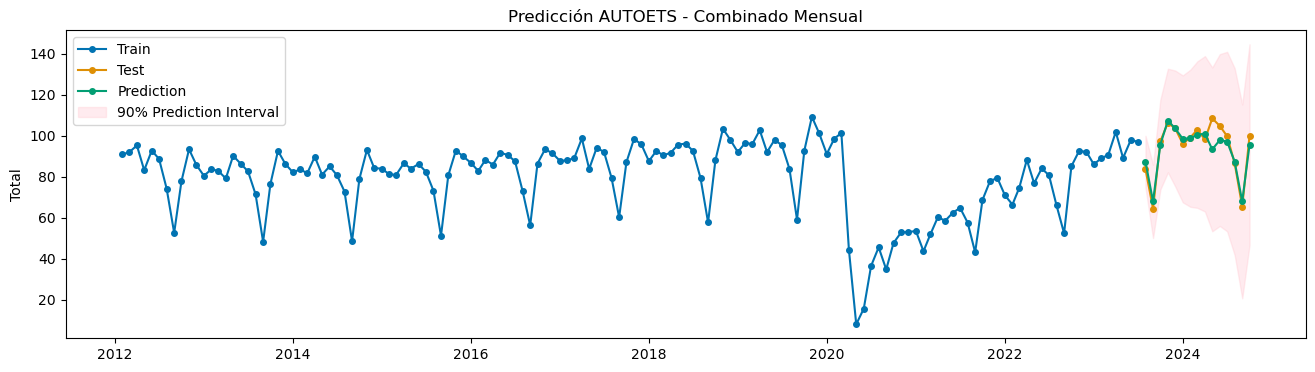 Predicción AUTOETS - Combinado Mensual
Train
Test
Prediction
90% Prediction Interval
Total
140
120
100
80
60
40
20
2012
2014
2016
2018
2020
2022
2024